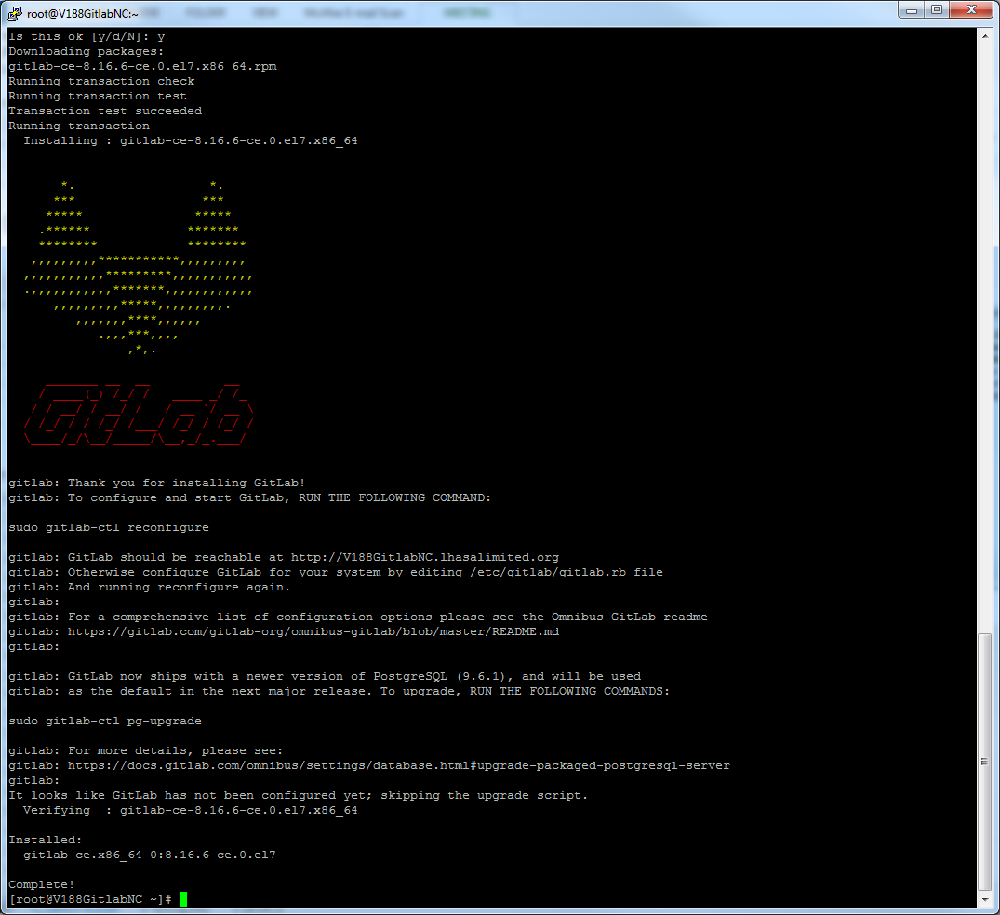 root@V188GitlabNC:~
Is this ok [y/d/N]: y
Downloading packages:
gitlab-ce-8.16.6-ce.0.el7.x86_64.rpm
Running transaction check
Running transaction test
Transaction test succeeded
Running transaction
  Installing : gitlab-ce-8.16.6-ce.0.el7.x86_64
GitLab
gitlab: Thank you for installing GitLab!
gitlab: To configure and start GitLab, RUN THE FOLLOWING COMMAND:
sudo gitlab-ctl reconfigure
gitlab: GitLab should be reachable at http://V188GitlabNC.lhasalimited.org
gitlab: Otherwise configure GitLab for your system by editing /etc/gitlab/gitlab.rb file
gitlab: And running reconfigure again.
gitlab:
gitlab: For a comprehensive list of configuration options please see the Omnibus GitLab readme
gitlab: https://gitlab.com/gitlab-org/omnibus-gitlab/blob/master/README.md
gitlab:
gitlab: GitLab now ships with a newer version of PostgreSQL (9.6.1), and will be used
gitlab: as the default in the next major release. To upgrade, RUN THE FOLLOWING COMMANDS:
sudo gitlab-ctl pg-upgrade
gitlab: For more details, please see:
gitlab: https://docs.gitlab.com/omnibus/settings/database.html#upgrade-packaged-postgresql-server
gitlab:
It looks like GitLab has not been configured yet; skipping the upgrade script.
  Verifying  : gitlab-ce-8.16.6-ce.0.el7.x86_64
Installed:
  gitlab-ce.x86_64 0:8.16.6-ce.0.el7
Complete!
[root@V188GitlabNC ~]#